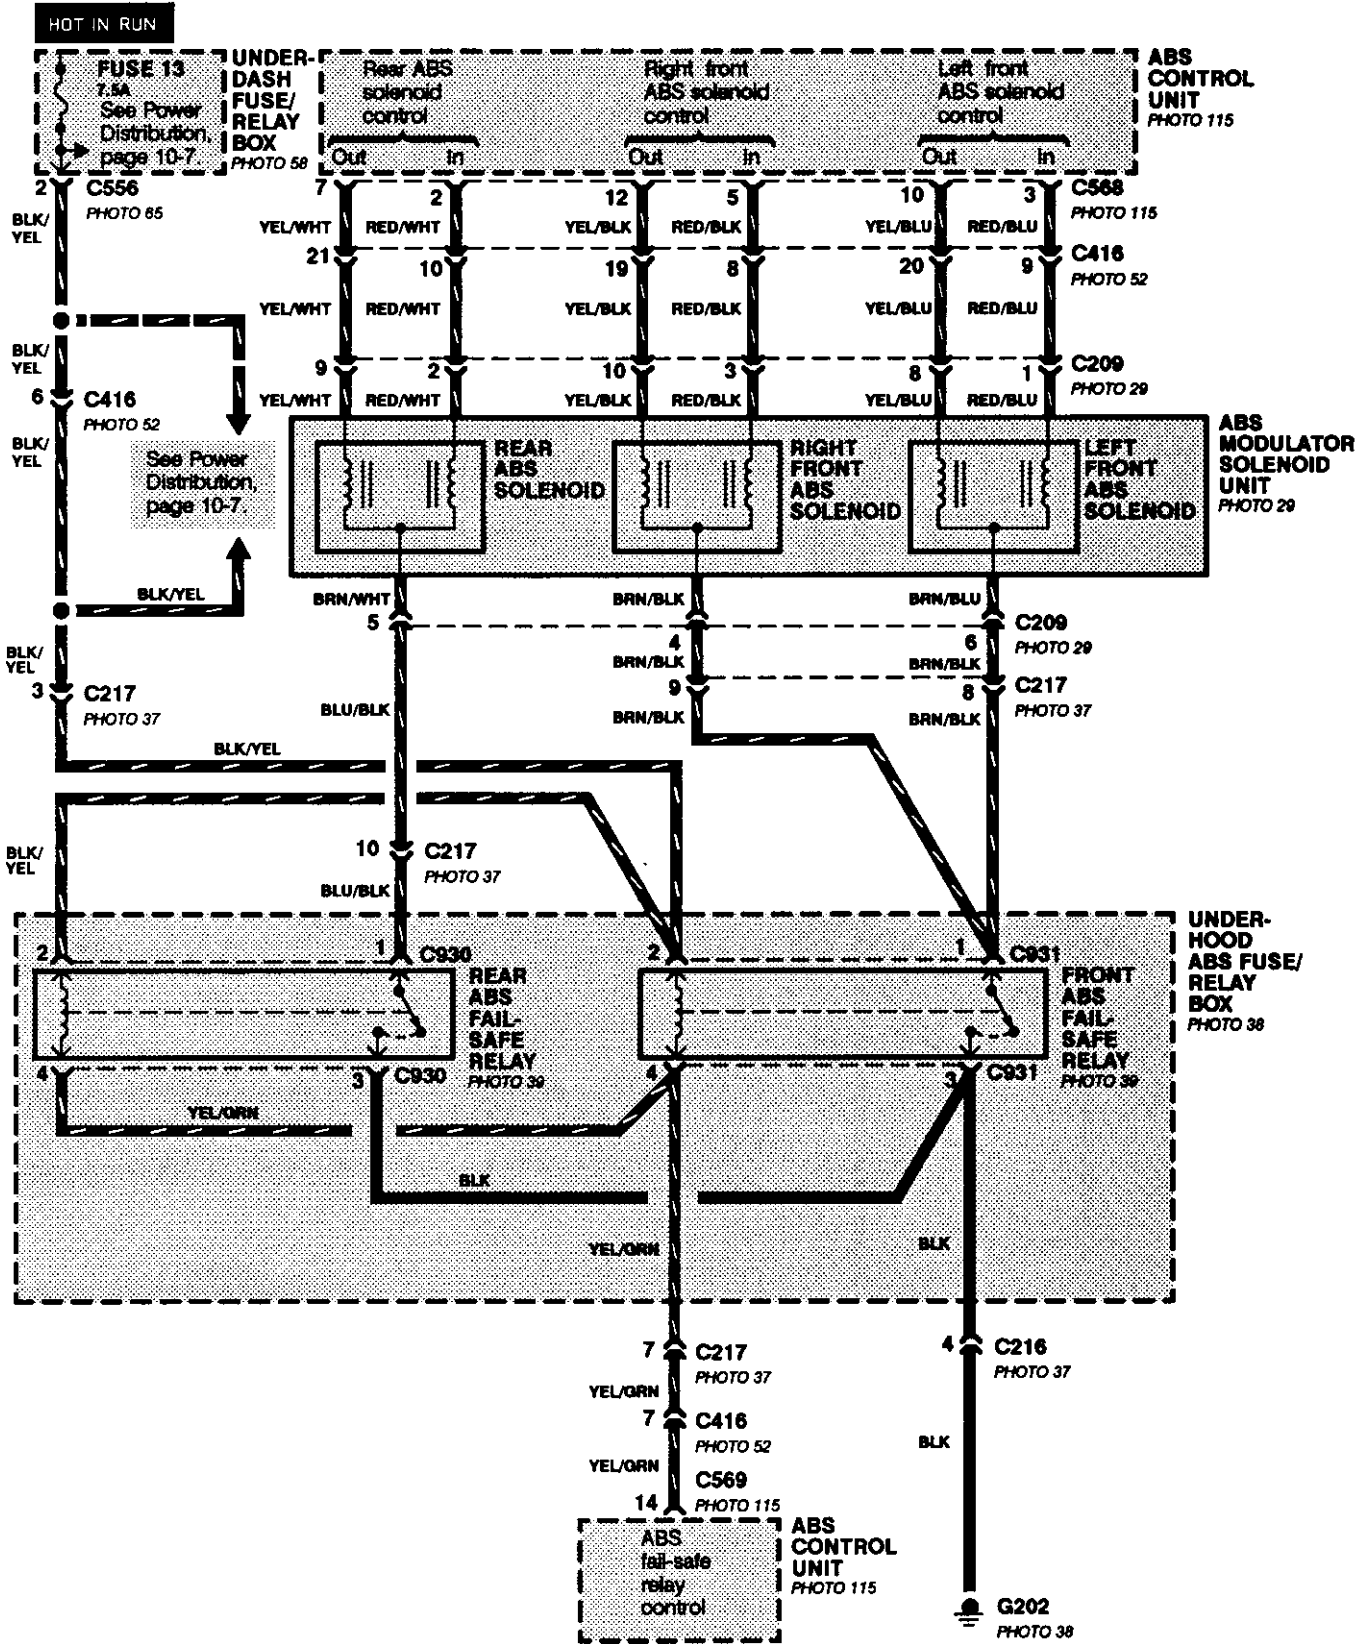 HOT IN RUN
FUSE 13
7.5A
See Power
Distribution,
page 10-7.
UNDER-
DASH
FUSE/
RELAY
BOX
PHOTO 58
Rear ABS
solenoid
control
Out In
Right front
ABS solenoid
control
Out In
Left front
ABS solenoid
control
Out In
ABS
CONTROL
UNIT
PHOTO 115
2 C556
PHOTO 65
7 2 12 5 10 3 C568
PHOTO 115
BLK/
YEL
YEL/WHT RED/WHT YEL/BLK RED/BLK YEL/BLU RED/BLU
21 10 19 8 20 9 C416
PHOTO 52
YEL/WHT RED/WHT YEL/BLK RED/BLK YEL/BLU RED/BLU
BLK/
YEL
9 2 10 3 8 1 C209
PHOTO 29
6 C416
PHOTO 52
YEL/WHT RED/WHT YEL/BLK RED/BLK YEL/BLU RED/BLU
BLK/
YEL
See Power
Distribution,
page 10-7.
REAR
ABS
SOLENOID
RIGHT
FRONT
ABS
SOLENOID
LEFT
FRONT
ABS
SOLENOID
ABS
MODULATOR
SOLENOID
UNIT
PHOTO 29
BLK/YEL
BRN/WHT BRN/BLK BRN/BLU
5 4 6 C209
PHOTO 29
BLK/
YEL
BRN/BLK BRN/BLK
3 C217
PHOTO 37
9 8 C217
PHOTO 37
BLU/BLK BRN/BLK BRN/BLK
BLK/YEL
BLK/
YEL
10 C217
PHOTO 37
BLU/BLK
UNDER-
HOOD
ABS FUSE/
RELAY
BOX
PHOTO 38
2 1 C930 2 1 C931
REAR
ABS
FAIL-
SAFE
RELAY
PHOTO 39
FRONT
ABS
FAIL-
SAFE
RELAY
PHOTO 39
4 3 C930 4 3 C931
YEL/GRN
BLK
YEL/GRN BLK
7 C217
PHOTO 37
4 C216
PHOTO 37
YEL/GRN
7 C416
PHOTO 52
BLK
YEL/GRN
14 C569
PHOTO 115
ABS
fail-safe
relay
control
ABS
CONTROL
UNIT
PHOTO 115
G202
PHOTO 38